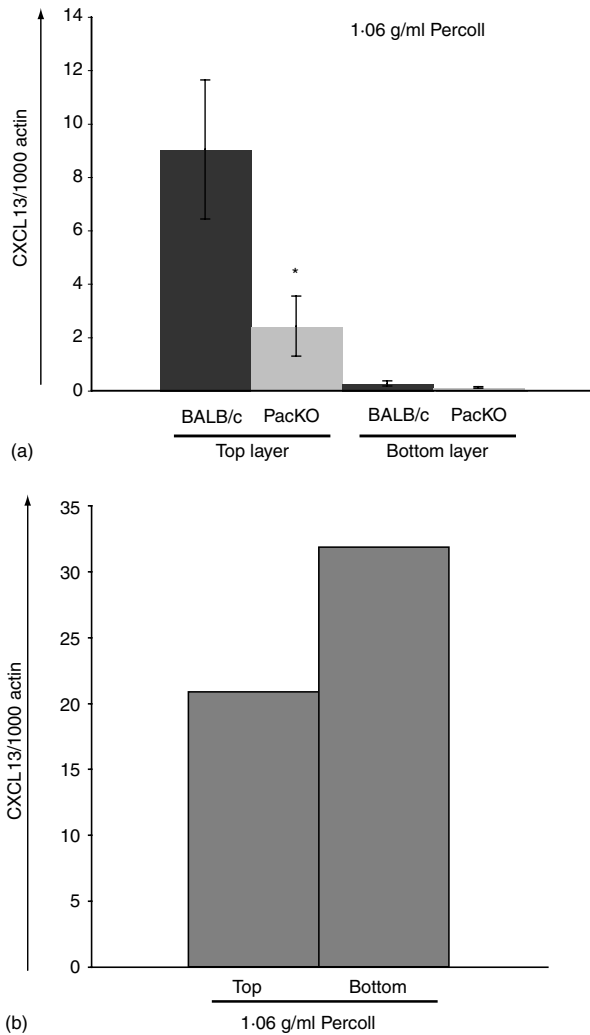 14
1·06 g/ml Percoll
12
10
8
6
4
2
0
CXCL13/1000 actin
*
BALB/c PacKO BALB/c PacKO
Top layer Bottom layer
(a)
35
30
25
20
15
10
5
0
CXCL13/1000 actin
Top Bottom
1·06 g/ml Percoll
(b)